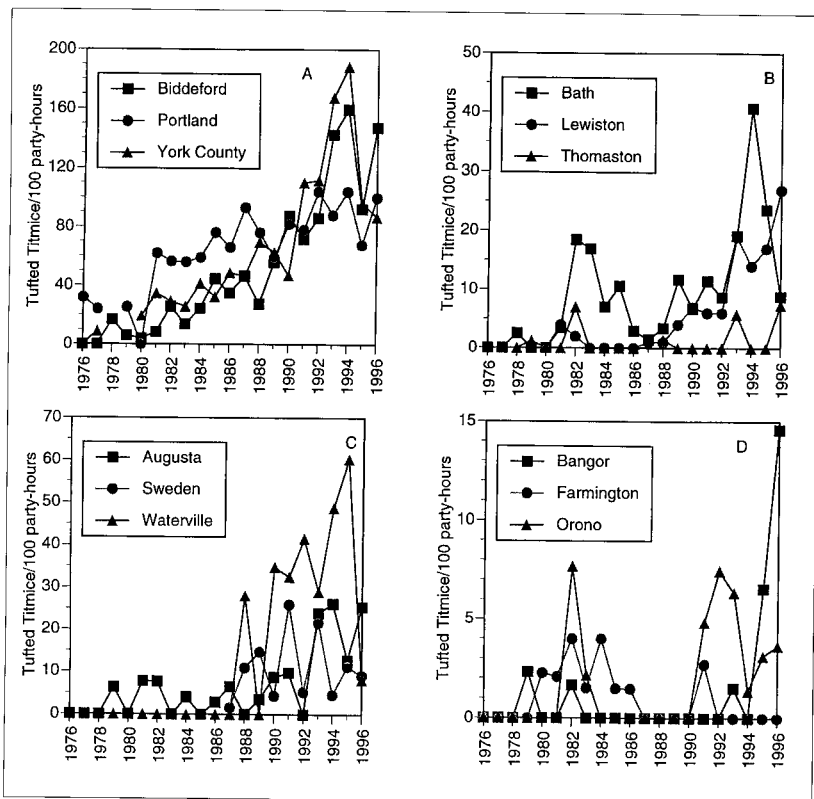 A
Tufted Titmice/100 party-hours
200
160
120
80
40
0
Biddeford
Portland
York County
1976 1978 1980 1982 1984 1986 1988 1990 1992 1994 1996
B
Tufted Titmice/100 party-hours
50
40
30
20
10
0
Bath
Lewiston
Thomaston
1976 1978 1980 1982 1984 1986 1988 1990 1992 1994 1996
C
Tufted Titmice/100 party-hours
70
60
50
40
30
20
10
0
Augusta
Sweden
Waterville
1976 1978 1980 1982 1984 1986 1988 1990 1992 1994 1996
D
Tufted Titmice/100 party-hours
15
10
5
0
Bangor
Farmington
Orono
1976 1978 1980 1982 1984 1986 1988 1990 1992 1994 1996